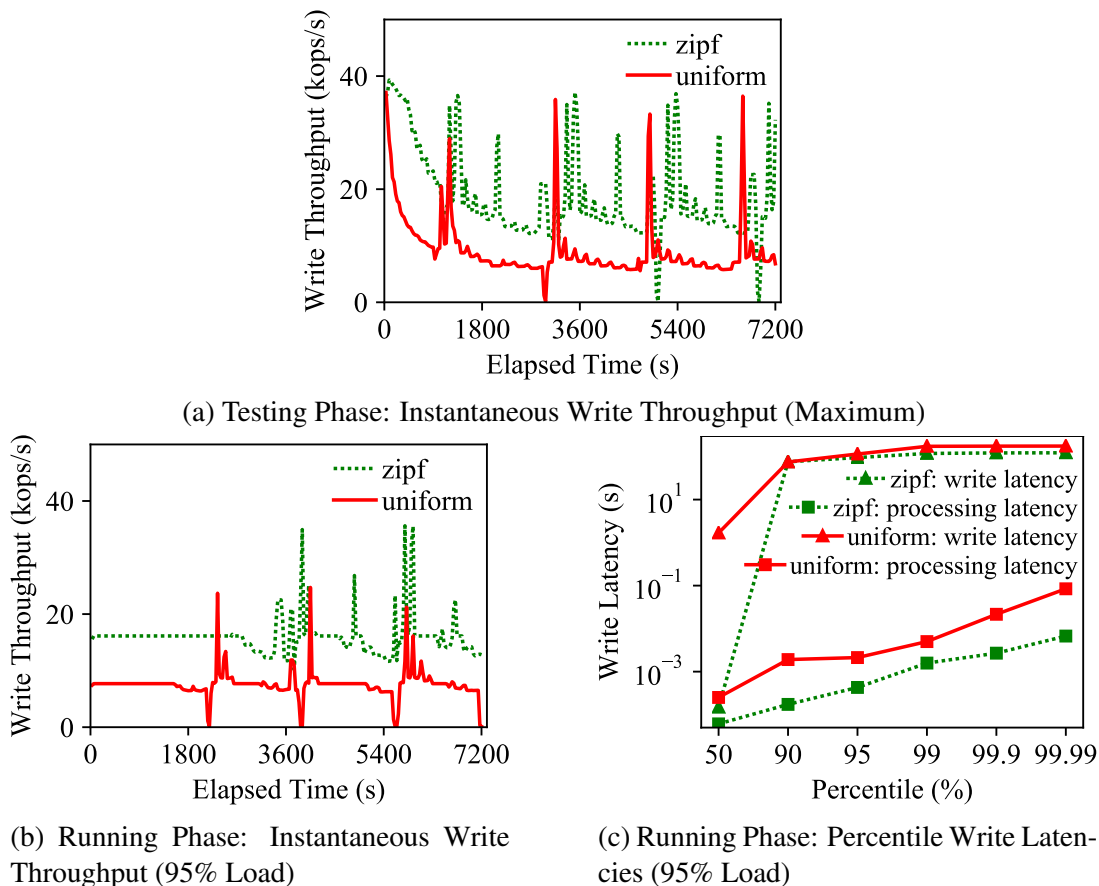 Write Throughput (kops/s)
40
20
0
zipf
uniform
0 1800 3600 5400 7200
Elapsed Time (s)
(a) Testing Phase: Instantaneous Write Throughput (Maximum)
Write Throughput (kops/s)
40
20
0
zipf
uniform
0 1800 3600 5400 7200
Elapsed Time (s)
(b) Running Phase: Instantaneous Write
Throughput (95% Load)
Write Latency (s)
10¹
10⁻¹
10⁻³
zipf: write latency
zipf: processing latency
uniform: write latency
uniform: processing latency
50 90 95 99 99.9 99.99
Percentile (%)
(c) Running Phase: Percentile Write Laten-
cies (95% Load)